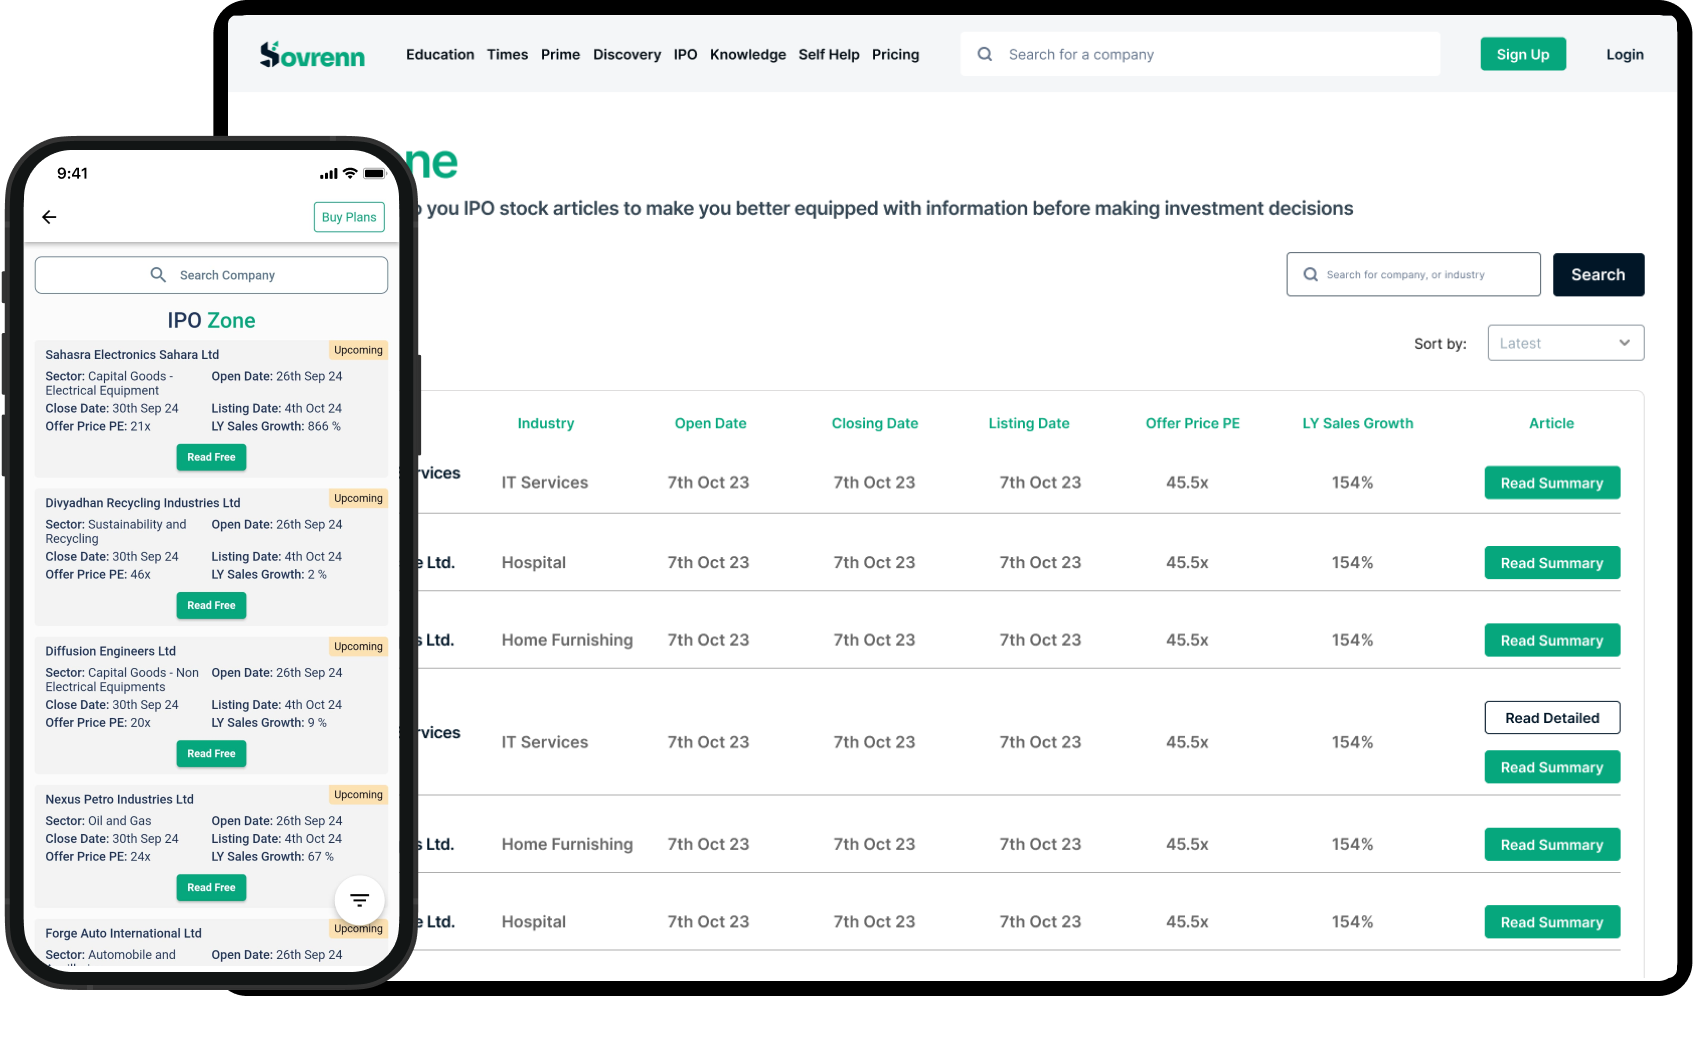 Sovrenn
Education Times Prime Discovery IPO Knowledge Self Help Pricing
Search for a company
Sign Up
Login
ne
you IPO stock articles to make you better equipped with information before making investment decisions
Search for company, or industry
Search
Sort by:
Latest
Industry Open Date Closing Date Listing Date Offer Price PE LY Sales Growth Article
rvices IT Services 7th Oct 23 7th Oct 23 7th Oct 23 45.5x 154% Read Summary
Ltd. Hospital 7th Oct 23 7th Oct 23 7th Oct 23 45.5x 154% Read Summary
Ltd. Home Furnishing 7th Oct 23 7th Oct 23 7th Oct 23 45.5x 154% Read Summary
Read Detailed
rvices IT Services 7th Oct 23 7th Oct 23 7th Oct 23 45.5x 154%
Read Summary
s Ltd. Home Furnishing 7th Oct 23 7th Oct 23 7th Oct 23 45.5x 154% Read Summary
Ltd. Hospital 7th Oct 23 7th Oct 23 7th Oct 23 45.5x 154% Read Summary
9:41
Buy Plans
Search Company
IPO Zone
Sahasra Electronics Sahara Ltd
Upcoming
Sector: Capital Goods - Open Date: 26th Sep 24
Electrical Equipment
Close Date: 30th Sep 24 Listing Date: 4th Oct 24
Offer Price PE: 21x LY Sales Growth: 866 %
Read Free
Divyadhan Recycling Industries Ltd
Upcoming
Sector: Sustainability and Open Date: 26th Sep 24
Recycling
Close Date: 30th Sep 24 Listing Date: 4th Oct 24
Offer Price PE: 46x LY Sales Growth: 2 %
Read Free
Diffusion Engineers Ltd
Upcoming
Sector: Capital Goods - Non Open Date: 26th Sep 24
Electrical Equipments
Close Date: 30th Sep 24 Listing Date: 4th Oct 24
Offer Price PE: 20x LY Sales Growth: 9 %
Read Free
Nexus Petro Industries Ltd
Upcoming
Sector: Oil and Gas Open Date: 26th Sep 24
Close Date: 30th Sep 24 Listing Date: 4th Oct 24
Offer Price PE: 24x LY Sales Growth: 67 %
Read Free
Forge Auto International Ltd
Upcoming
Sector: Automobile and Open Date: 26th Sep 24